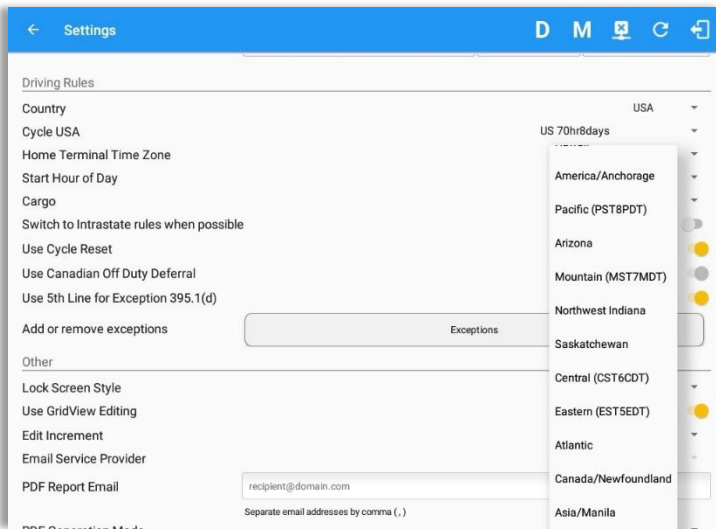 Settings
D M
Driving Rules
Country USA
Cycle USA US 70hr8days
Home Terminal Time Zone
Start Hour of Day
Cargo
Switch to Intrastate rules when possible
Use Cycle Reset
Use Canadian Off Duty Deferral
Use 5th Line for Exception 395.1(d)
Add or remove exceptions Exceptions
Other
Lock Screen Style
Use GridView Editing
Edit Increment
Email Service Provider
PDF Report Email recipient@domain.com
Separate email addresses by comma ( , )
PDF Generation Mode
Hawaii
America/Anchorage
Pacific (PST8PDT)
Arizona
Mountain (MST7MDT)
Northwest Indiana
Saskatchewan
Central (CST6CDT)
Eastern (EST5EDT)
Atlantic
Canada/Newfoundland
Asia/Manila